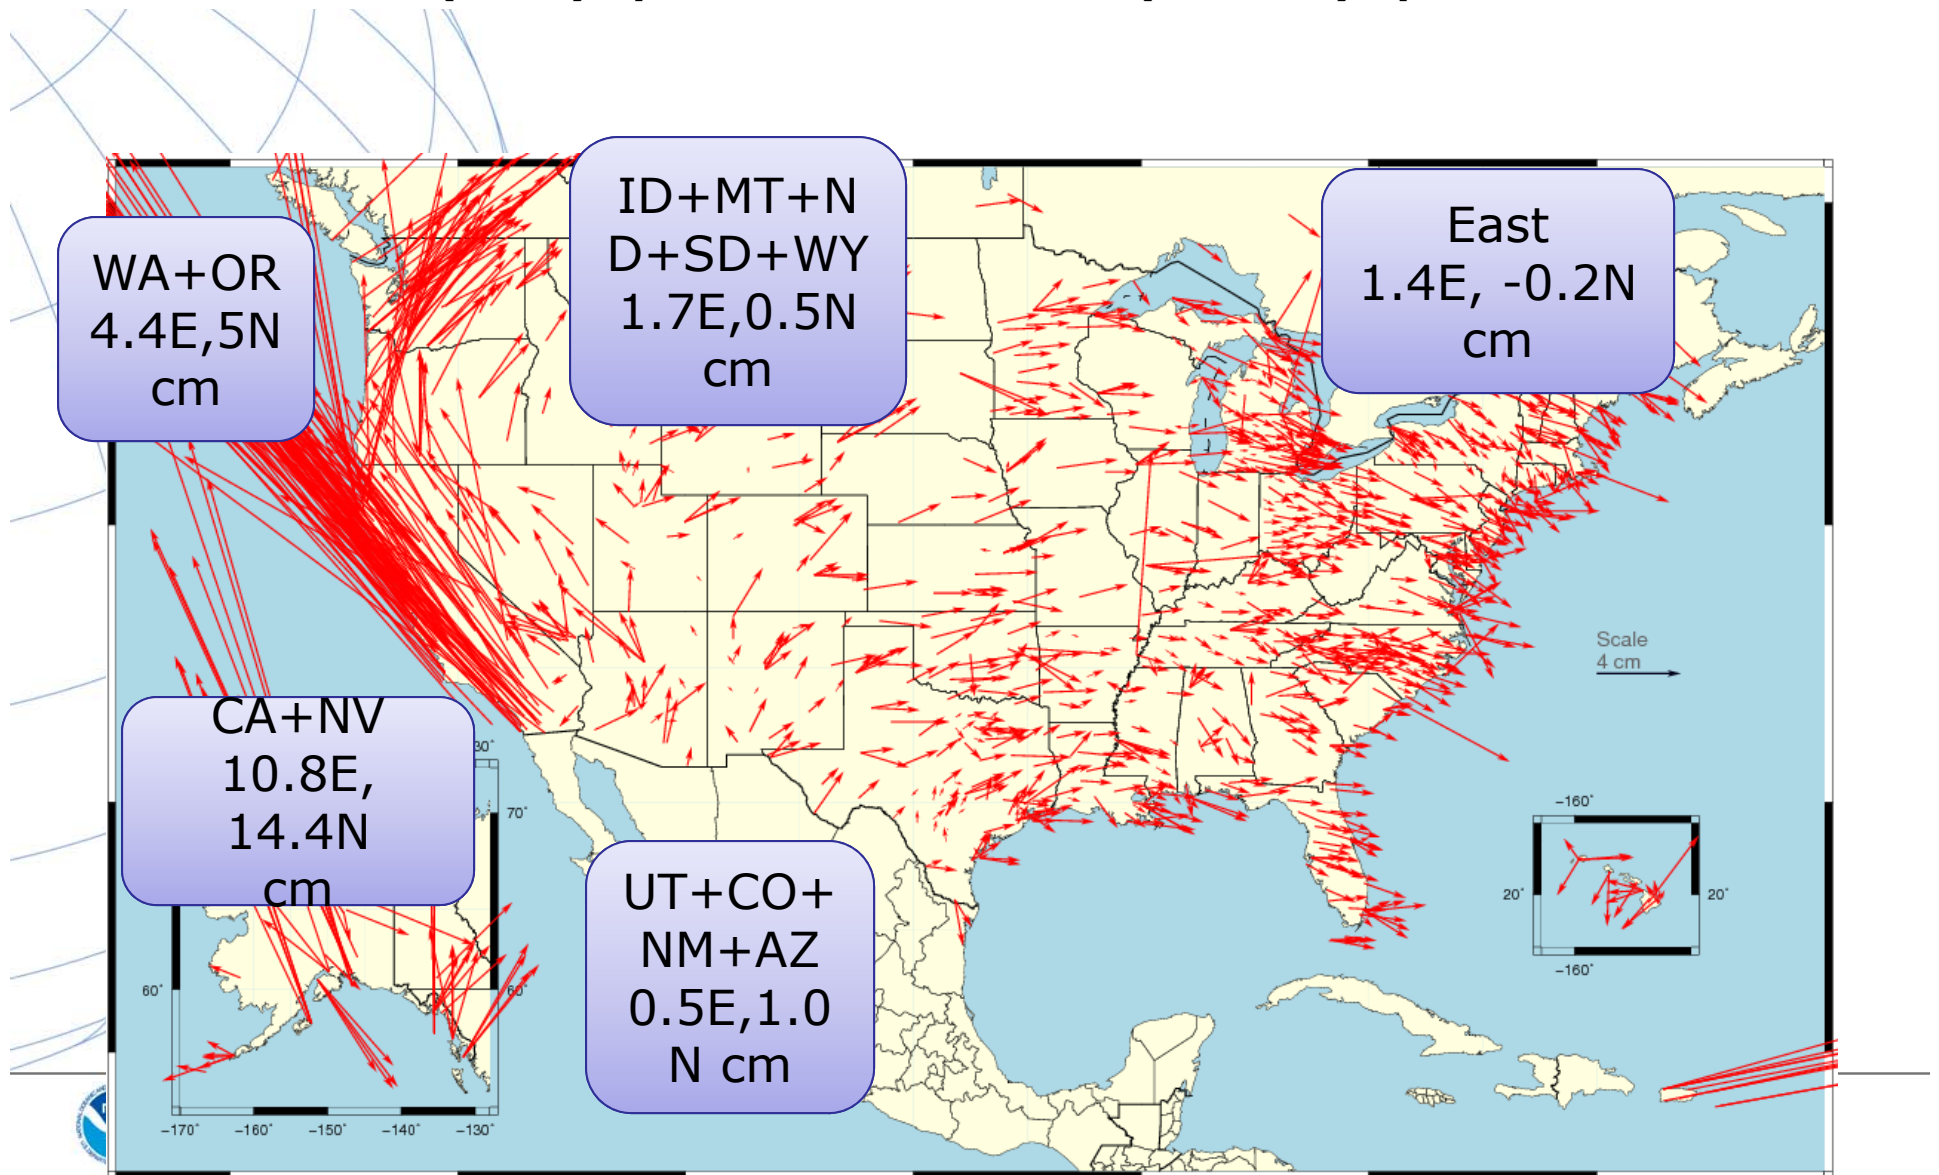 ID+MT+N
D+SD+WY
1.7E,0.5N
cm
East
1.4E, -0.2N
cm
WA+OR
4.4E,5N
cm
Scale
4 cm
CA+NV
10.8E,
14.4N
cm
30°
70°
60°
60°
-170°
-160°
-150°
-140°
-130°
UT+CO+
NM+AZ
0.5E,1.0
N cm
-160°
20°
20°
-160°